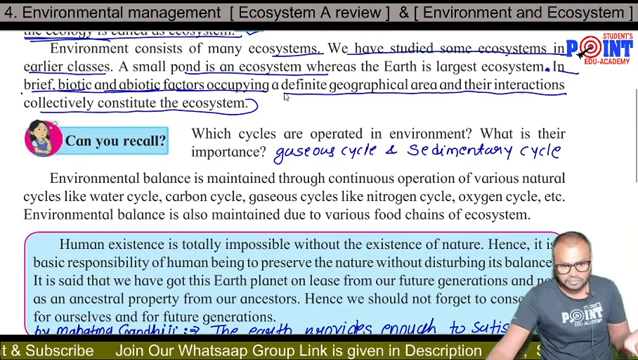 4. Environmental management [ Ecosystem A review ] & [ Environment and Ecosystem ]
the ecology is called as ecosystem.
STUDENT'S
POINT
EDU-ACADEMY
Environment consists of many ecosystems. We have studied some ecosystems in
earlier classes. A small pond is an ecosystem whereas the Earth is largest ecosystem. In
brief, biotic and abiotic factors occupying a definite geographical area and their interactions
collectively constitute the ecosystem.
Can you recall?
Which cycles are operated in environment? What is their
importance? gaseous cycle & Sedimentary cycle
Environmental balance is maintained through continuous operation of various natural
cycles like water cycle, carbon cycle, gaseous cycles like nitrogen cycle, oxygen cycle, etc.
Environmental balance is also maintained due to various food chains of ecosystem.
Human existence is totally impossible without the existence of nature. Hence, it is
basic responsibility of human being to preserve the nature without disturbing its balance
It is said that we have got this Earth planet on lease from our future generations and
as an ancestral property from our ancestors. Hence we should not forget to
for ourselves and for future generations.
by mahatma Gandhiji :⇒ The earth provides enough to
& Subscribe Join Our Whatsaap Group Link is given in Description